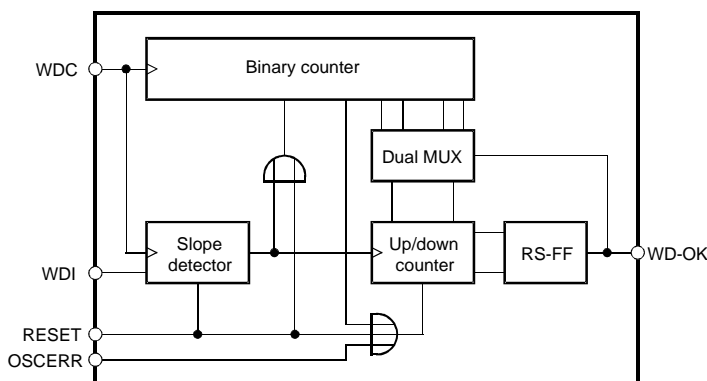 WDC
Binary counter
Dual MUX
Slope
detector
Up/down
counter
RS-FF
WD-OK
WDI
RESET
OSCERR